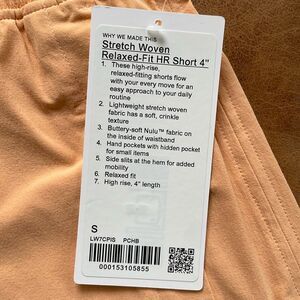 WHY WE MADE THIS
Stretch Woven
Relaxed-Fit HR Short 4"
1. These high-rise,
relaxed-fitting shorts flow
with your every move for an
easy approach to your daily
routine
2. Lightweight stretch woven
fabric has a soft, crinkle
texture
3. Buttery-soft Nulu™ fabric on
the inside of waistband
4. Hand pockets with hidden pocket
for small items
5. Side slits at the hem for added
mobility
6. Relaxed fit
7. High rise, 4" length
S
LW7CPIS PCHB
000153105855